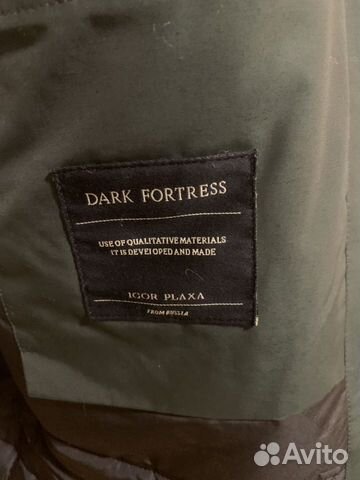 DARK FORTRESS
USE OF QUALITATIVE MATERIALS
IT IS DEVELOPED AND MADE
IGOR PLAXA
FROM RUSSIA
Avito